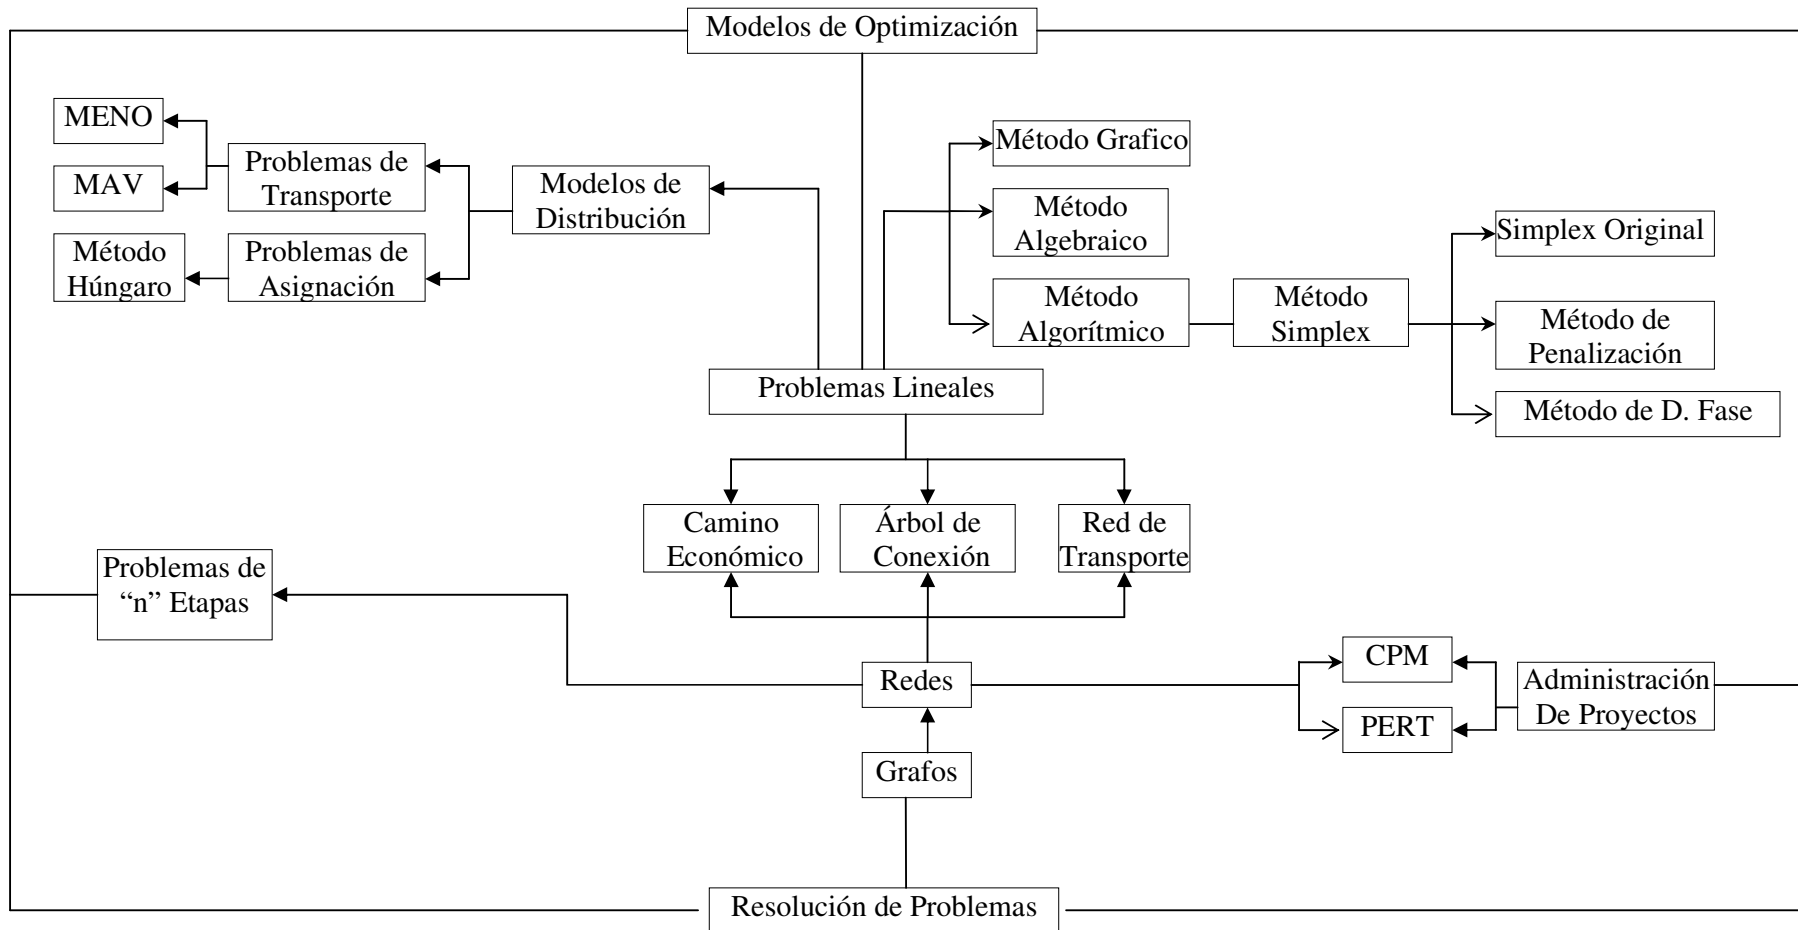 Modelos de Optimización
MENO
MAV
Método
Húngaro
Problemas de
Transporte
Problemas de
Asignación
Modelos de
Distribución
Método Grafico
Método
Algebraico
Método
Algorítmico
Método
Simplex
Simplex Original
Método de
Penalización
Método de D. Fase
Problemas Lineales
Camino
Económico
Árbol de
Conexión
Red de
Transporte
Problemas de
“n” Etapas
Redes
CPM
PERT
Administración
De Proyectos
Grafos
Resolución de Problemas